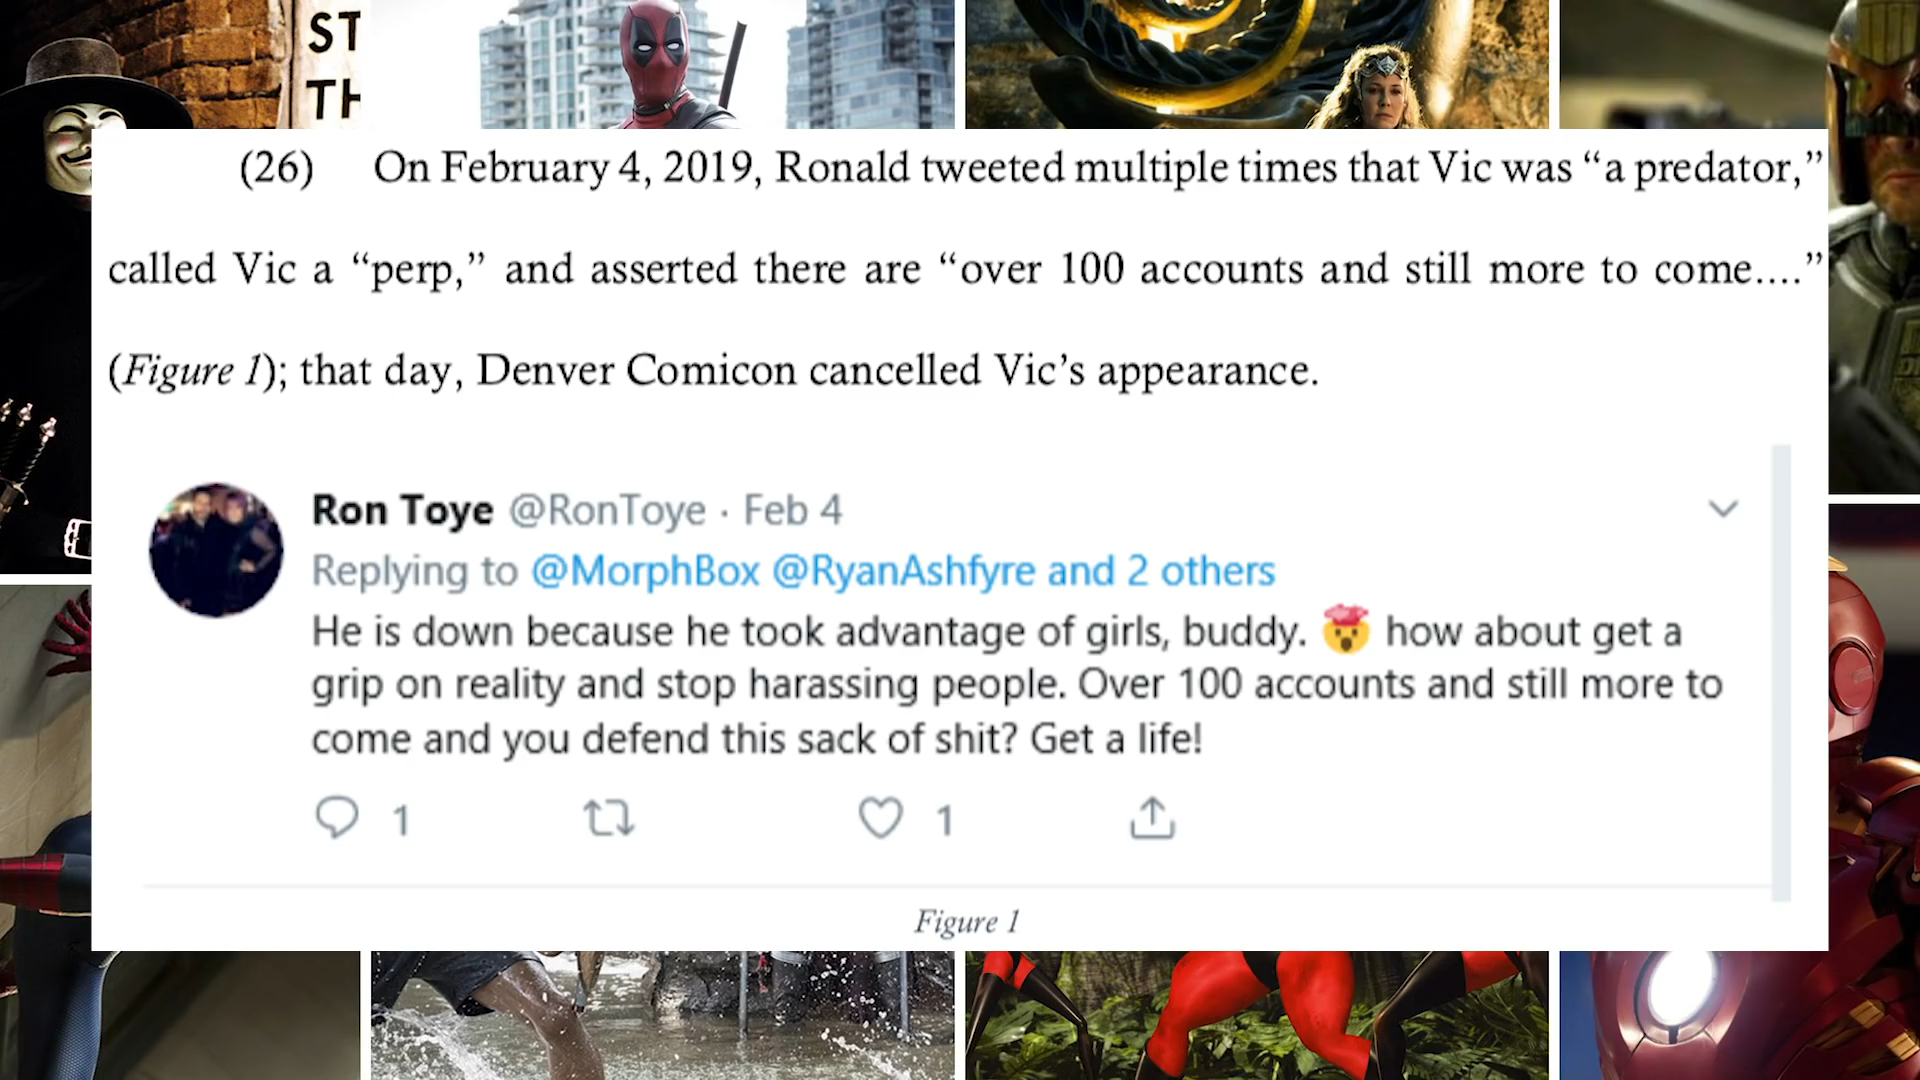 ST
TH
(26) On February 4, 2019, Ronald tweeted multiple times that Vic was “a predator,”
called Vic a “perp,” and asserted there are “over 100 accounts and still more to come....”
(Figure 1); that day, Denver Comicon cancelled Vic’s appearance.
Ron Toye @RonToye · Feb 4
Replying to @MorphBox @RyanAshfyre and 2 others
He is down because he took advantage of girls, buddy. 🤯 how about get a
grip on reality and stop harassing people. Over 100 accounts and still more to
come and you defend this sack of shit? Get a life!
1 1
Figure 1